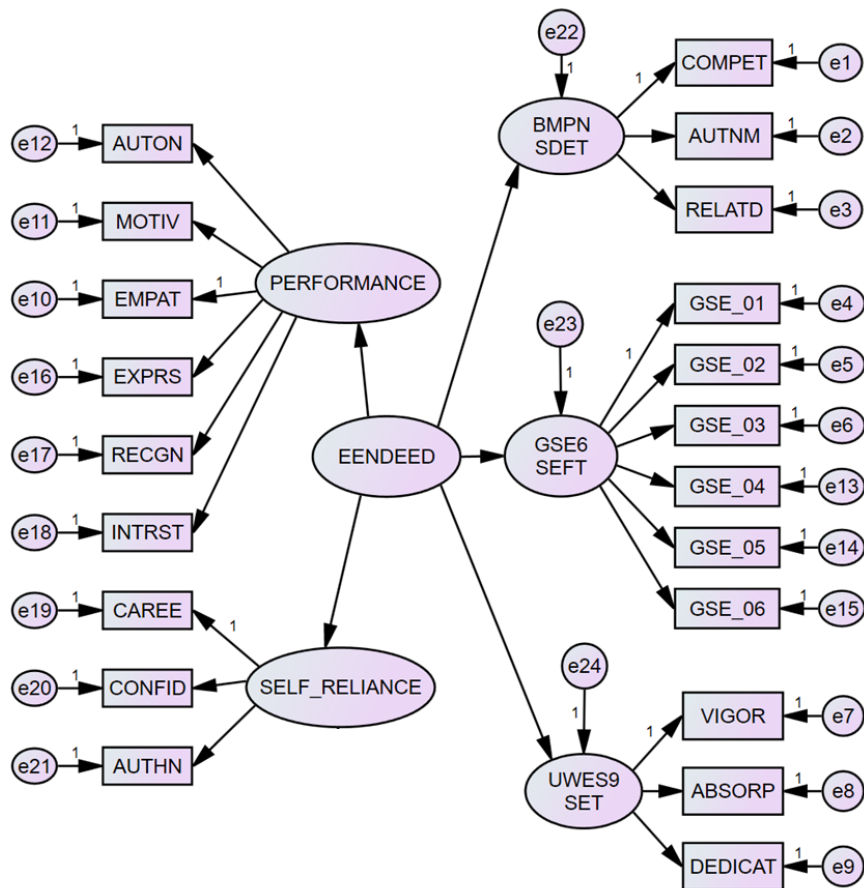 e22
1
COMPET
1
e1
1
BMPN
SDET
AUTNM
1
e2
RELATD
1
e3
e12
1
AUTON
e11
1
MOTIV
e10
1
EMPAT
1
e16
1
EXPRS
e17
1
RECGN
e18
1
INTRST
PERFORMANCE
EENDEED
e23
1
GSE6
SEFT
1
GSE_01
1
e4
GSE_02
1
e5
GSE_03
1
e6
GSE_04
1
e13
GSE_05
1
e14
GSE_06
1
e15
e19
1
CAREE
1
e20
1
CONFID
e21
1
AUTHN
SELF_RELIANCE
e24
1
UWES9
SET
1
VIGOR
1
e7
ABSORP
1
e8
DEDICAT
1
e9